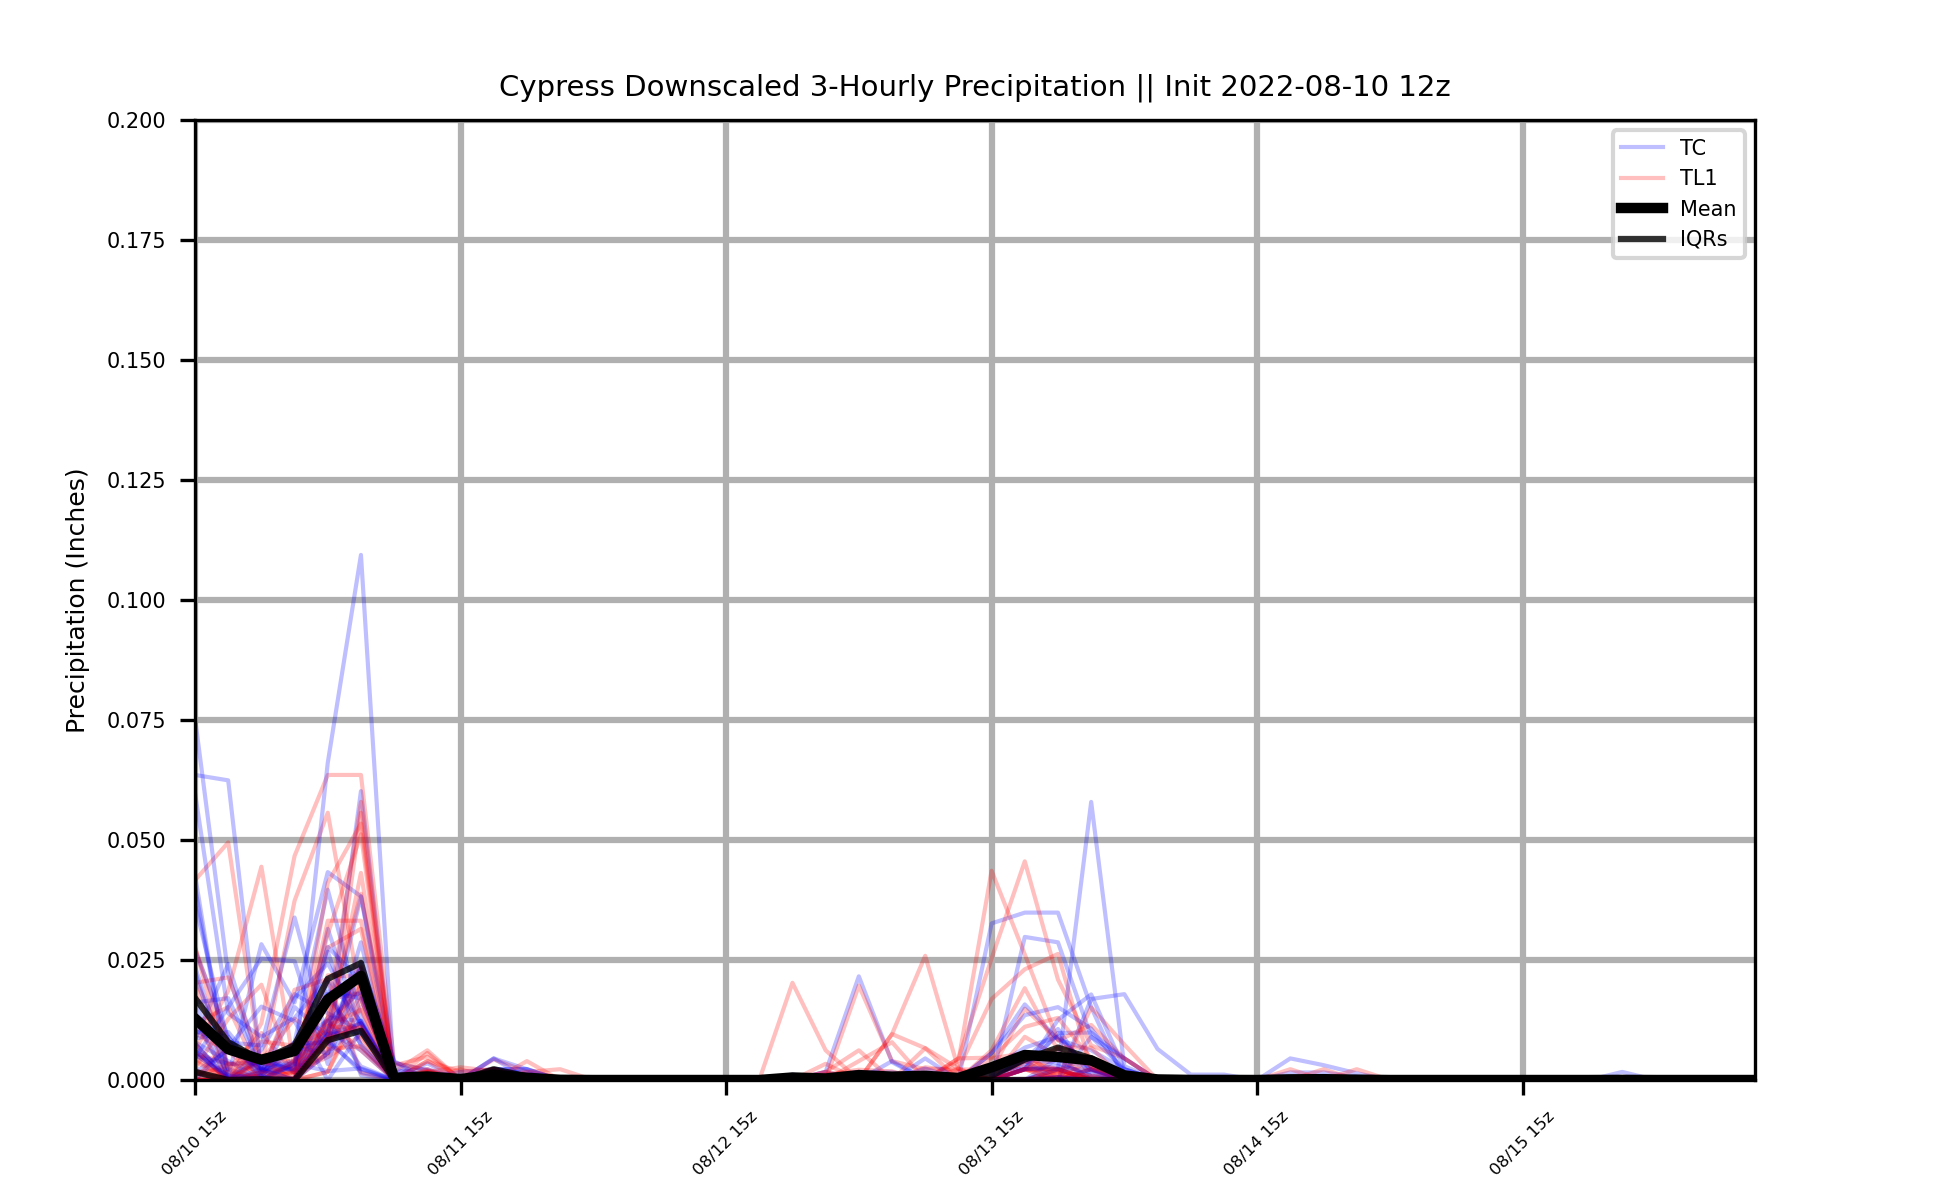 Cypress Downscaled 3-Hourly Precipitation || Init 2022-08-10 12z
Precipitation (Inches)
0.200
0.175
0.150
0.125
0.100
0.075
0.050
0.025
0.000
TC
TL1
Mean
IQRs
08/10 15z
08/11 15z
08/12 15z
08/13 15z
08/14 15z
08/15 15z